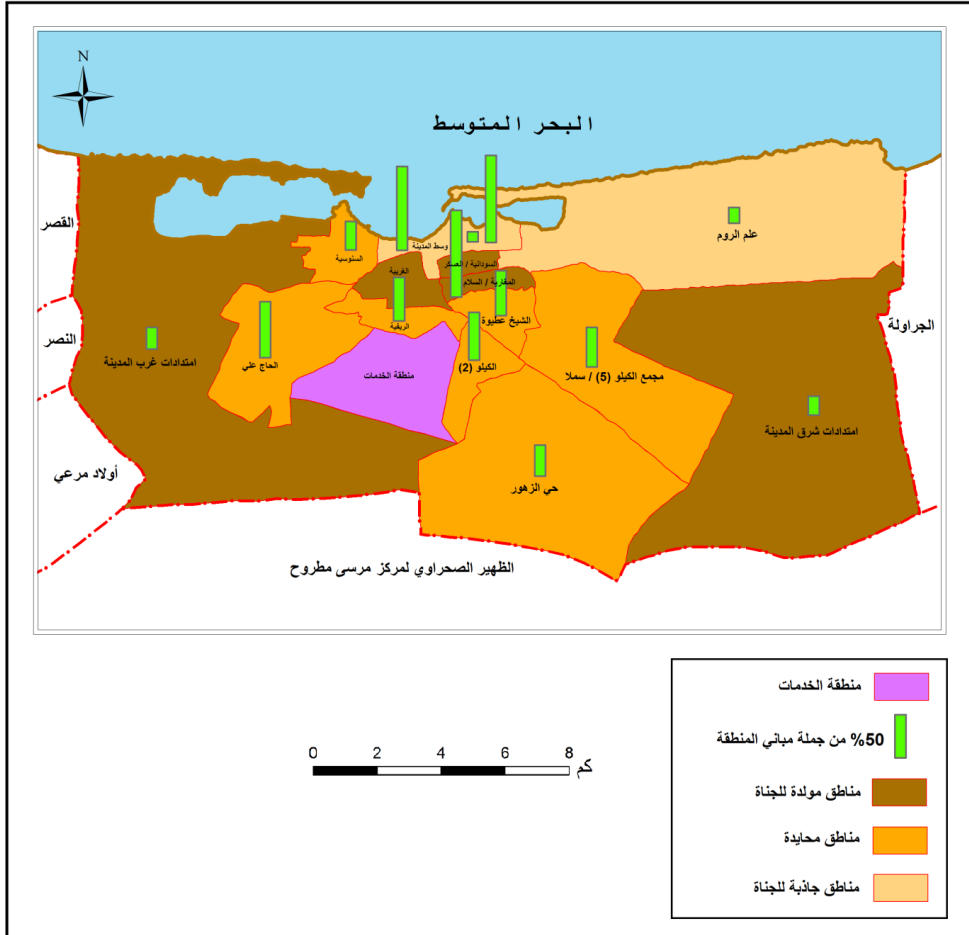 N
البحر المتوسط
القصر
علم الروم
وسط المدينة
السنوسية
السودانية / العسكر
الغربية
المغاربة / السلام
الجراولة
الشيخ عطيوة
الريفية
النصر
امتدادات غرب المدينة
الحاج علي
الكيلو (2)
منطقة الخدمات
مجمع الكيلو (5) / سملا
امتدادات شرق المدينة
أولاد مرعي
حي الزهور
الظهير الصحراوي لمركز مرسى مطروح
منطقة الخدمات
50% من جملة مباني المنطقة
0 2 4 6 8
كم
مناطق مولدة للجناة
مناطق محايدة
مناطق جاذبة للجناة